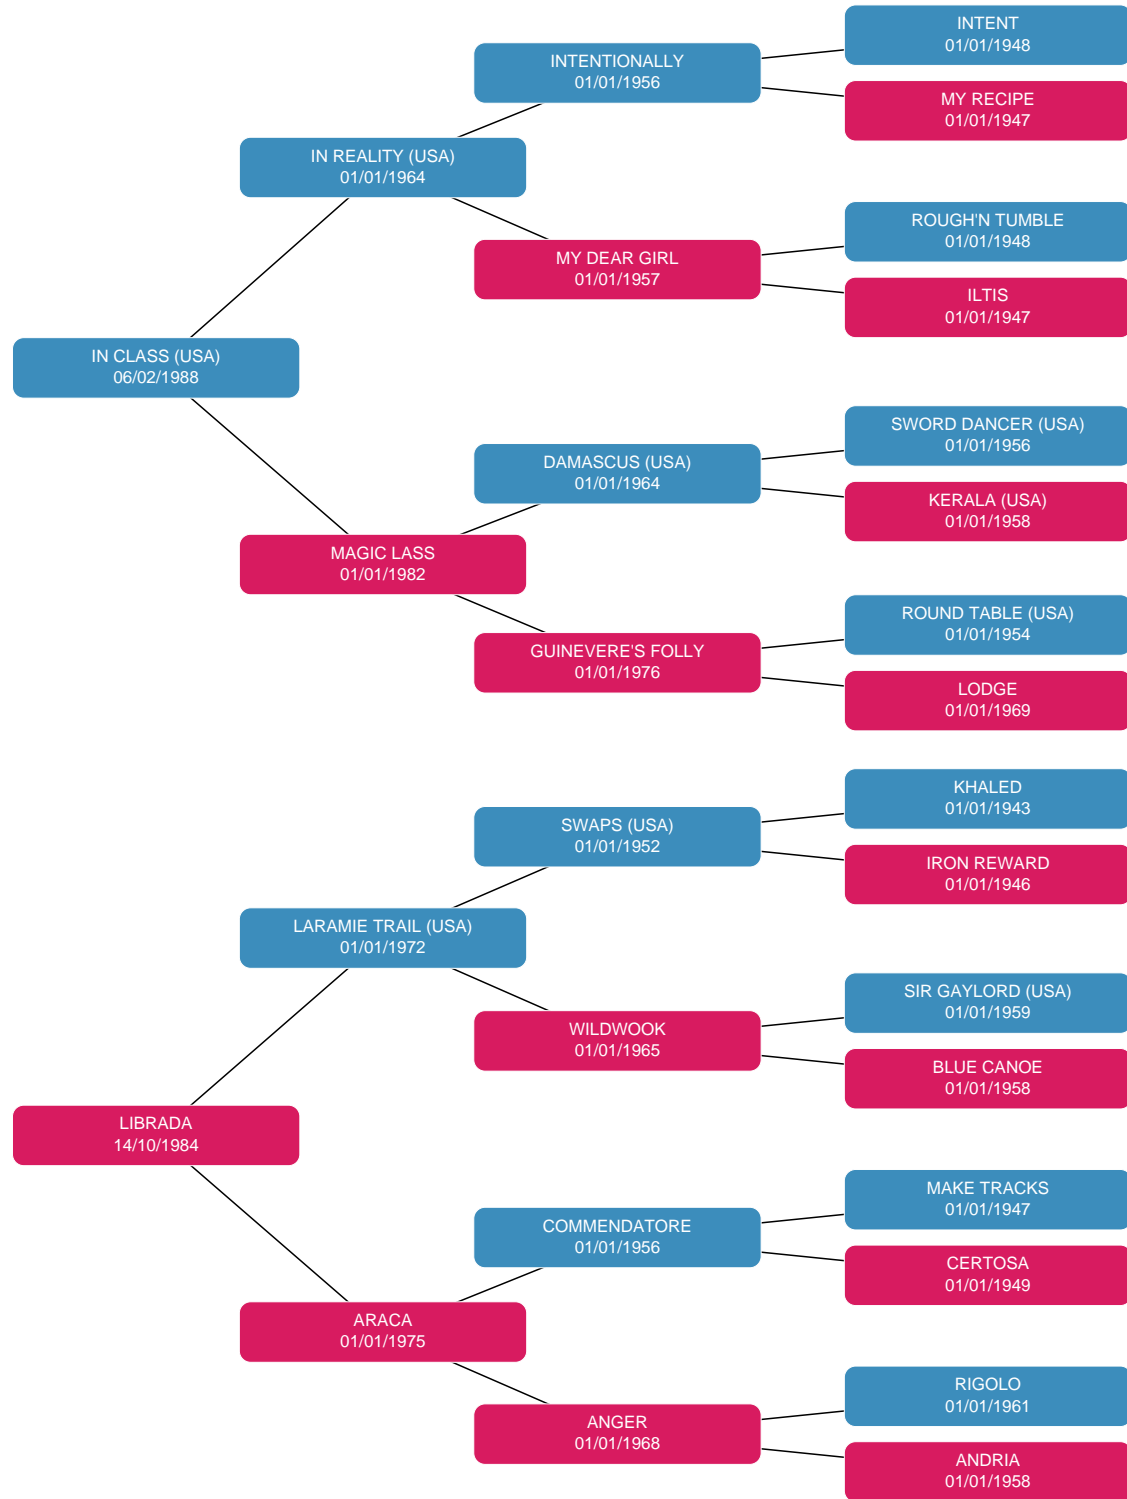 INTENT
01/01/1948
INTENTIONALLY
01/01/1956
MY RECIPE
01/01/1947
IN REALITY (USA)
01/01/1964
ROUGH'N TUMBLE
01/01/1948
MY DEAR GIRL
01/01/1957
ILTIS
01/01/1947
IN CLASS (USA)
06/02/1988
SWORD DANCER (USA)
01/01/1956
DAMASCUS (USA)
01/01/1964
KERALA (USA)
01/01/1958
MAGIC LASS
01/01/1982
ROUND TABLE (USA)
01/01/1954
GUINEVERE'S FOLLY
01/01/1976
LODGE
01/01/1969
KHALED
01/01/1943
SWAPS (USA)
01/01/1952
IRON REWARD
01/01/1946
LARAMIE TRAIL (USA)
01/01/1972
SIR GAYLORD (USA)
01/01/1959
WILDWOOK
01/01/1965
BLUE CANOE
01/01/1958
LIBRADA
14/10/1984
MAKE TRACKS
01/01/1947
COMMENDATORE
01/01/1956
CERTOSA
01/01/1949
ARACA
01/01/1975
RIGOLO
01/01/1961
ANGER
01/01/1968
ANDRIA
01/01/1958